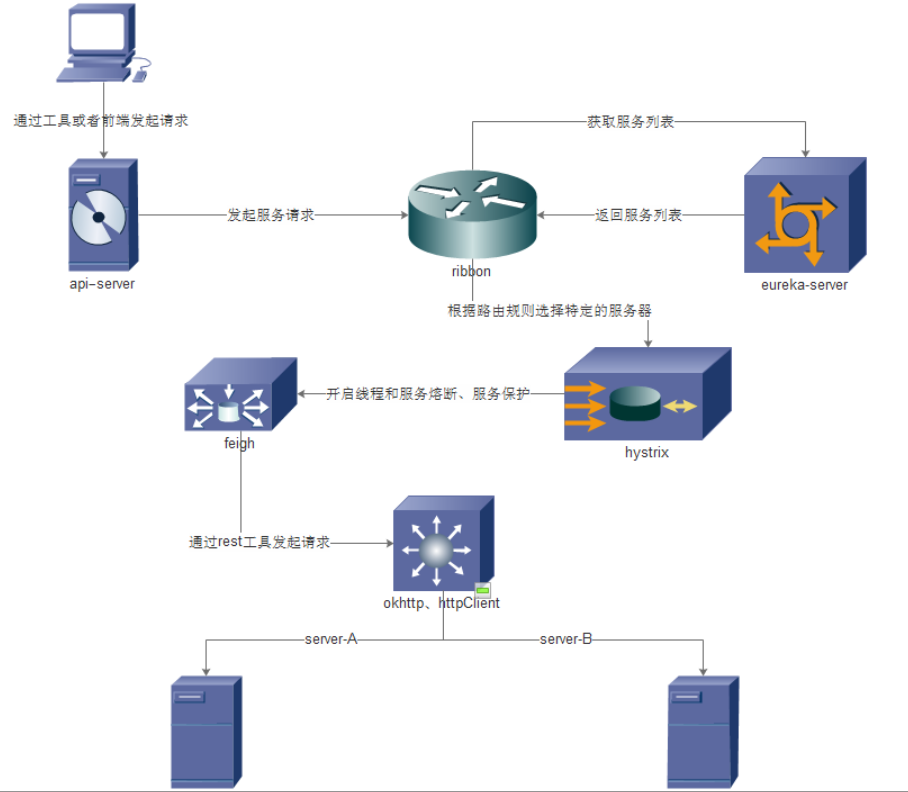 通过工具或者前端发起请求
获取服务列表
发起服务请求
返回服务列表
api-server
ribbon
eureka-server
根据路由规则选择特定的服务器
开启线程和服务熔断、服务保护
feigh
hystrix
通过rest工具发起请求
okhttp、httpClient
server-A
server-B